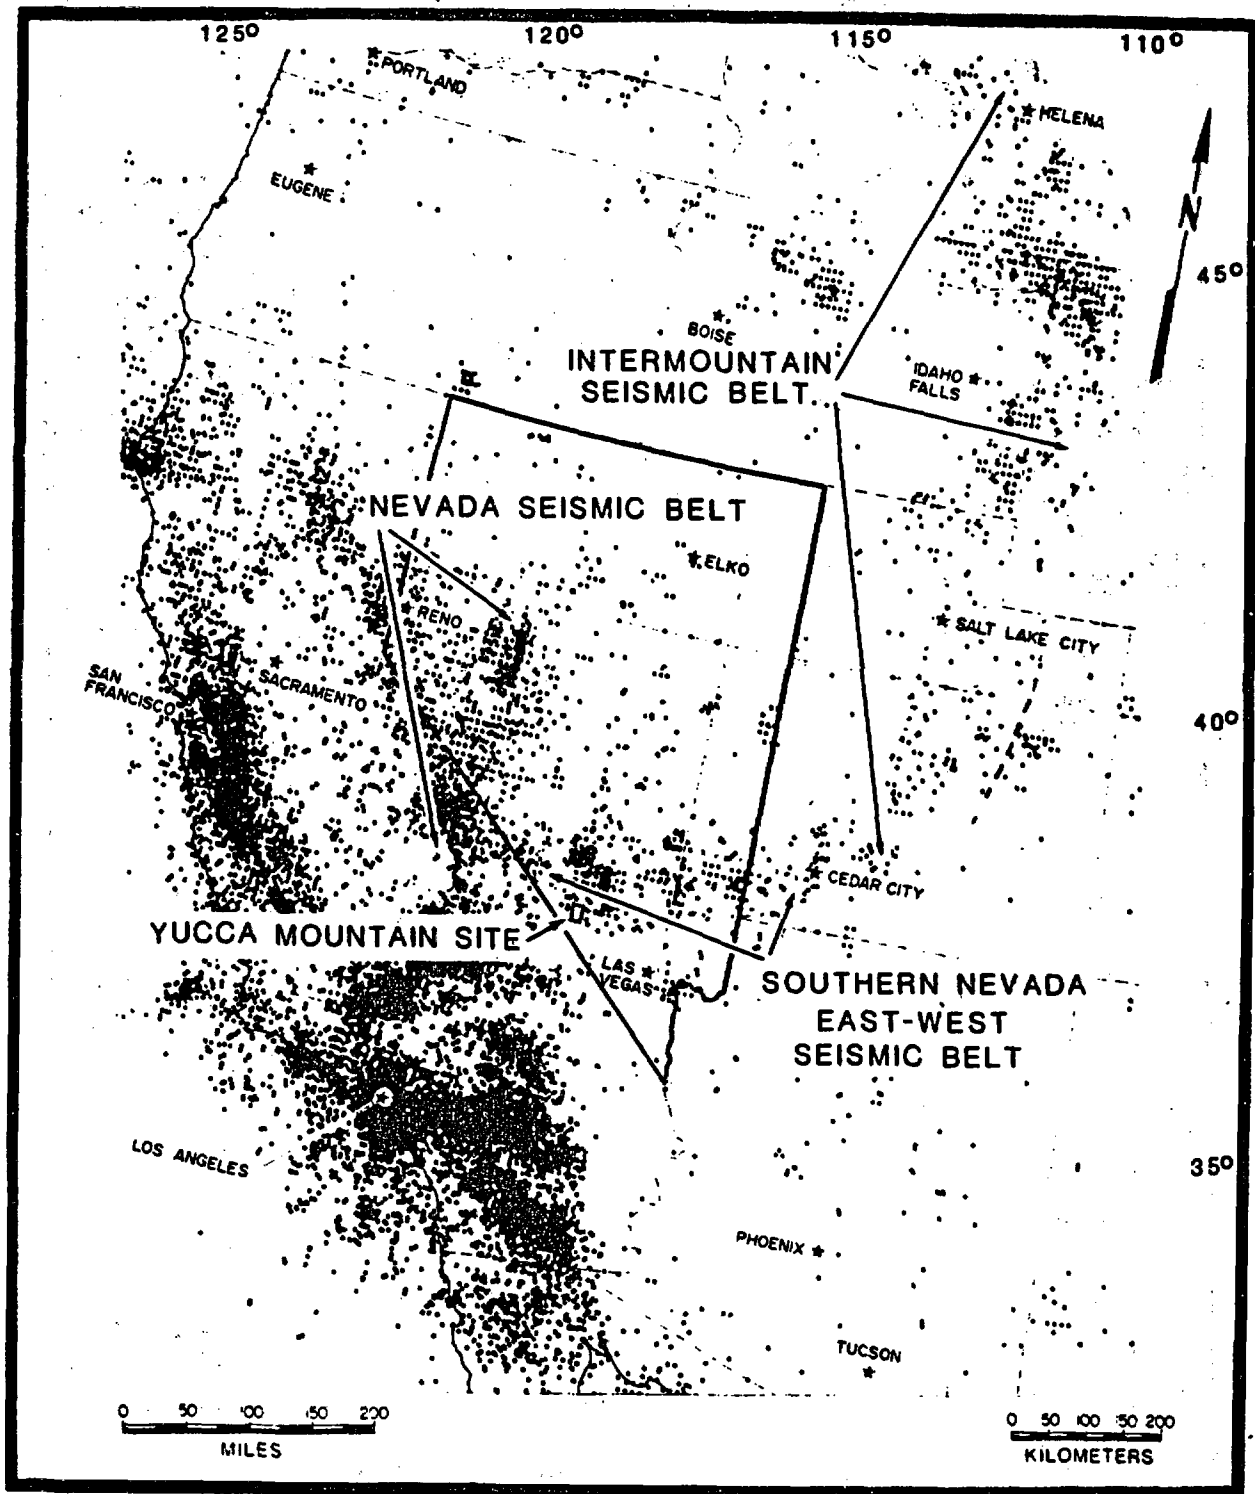 125° 120° 115° 110°
PORTLAND
HELENA
EUGENE
N
45°
BOISE
INTERMOUNTAIN
SEISMIC BELT
IDAHO
FALLS
NEVADA SEISMIC BELT
ELKO
RENO
SALT LAKE CITY
SACRAMENTO
SAN
FRANCISCO
40°
CEDAR CITY
YUCCA MOUNTAIN SITE
LAS
VEGAS
SOUTHERN NEVADA
EAST-WEST
SEISMIC BELT
LOS ANGELES
35°
PHOENIX
TUCSON
0 50 100 150 200
MILES
0 50 100 150 200
KILOMETERS